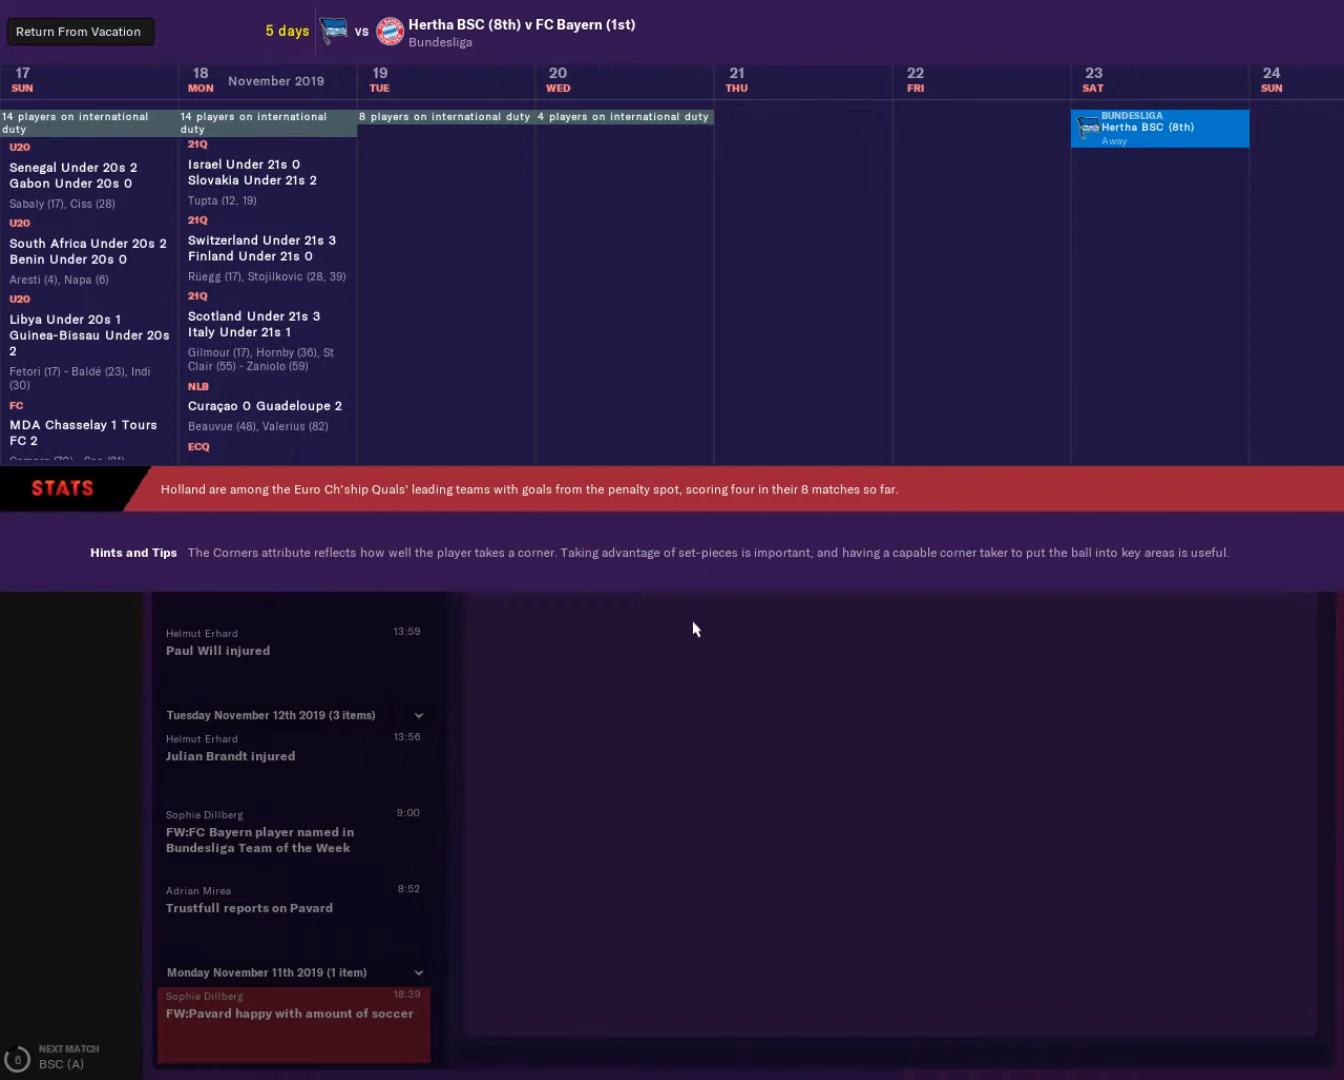 Return From Vacation
5 days
vs
Hertha BSC (8th) v FC Bayern (1st)
Bundesliga
17
SUN
18
MON
November 2019
19
TUE
20
WED
21
THU
22
FRI
23
SAT
24
SUN
14 players on international
duty
14 players on international
duty
8 players on international duty
4 players on international duty
BUNDESLIGA
Hertha BSC (8th)
Away
U20
Senegal Under 20s 2
Gabon Under 20s 0
Sabaly (17), Ciss (28)
U20
South Africa Under 20s 2
Benin Under 20s 0
Aresti (4), Napa (6)
U20
Libya Under 20s 1
Guinea-Bissau Under 20s
2
Fetori (17) - Baldé (23), Indi
(30)
FC
MDA Chasselay 1 Tours
FC 2
21Q
Israel Under 21s 0
Slovakia Under 21s 2
Tupta (12, 19)
21Q
Switzerland Under 21s 3
Finland Under 21s 0
Rüegg (17), Stojilkovic (28, 39)
21Q
Scotland Under 21s 3
Italy Under 21s 1
Gilmour (17), Hornby (36), St
Clair (55) - Zaniolo (59)
NLB
Curaçao 0 Guadeloupe 2
Beauvue (48), Valerius (82)
ECQ
STATS
Holland are among the Euro Ch'ship Quals' leading teams with goals from the penalty spot, scoring four in their 8 matches so far.
Hints and Tips
The Corners attribute reflects how well the player takes a corner. Taking advantage of set-pieces is important, and having a capable corner taker to put the ball into key areas is useful.
Helmut Erhard
13:59
Paul Will injured
Tuesday November 12th 2019 (3 items)
Helmut Erhard
13:56
Julian Brandt injured
Sophie Dillberg
9:00
FW:FC Bayern player named in
Bundesliga Team of the Week
Adrian Mirea
8:52
Trustfull reports on Pavard
Monday November 11th 2019 (1 item)
Sophie Dillberg
18:39
FW:Pavard happy with amount of soccer
6
NEXT MATCH
BSC (A)